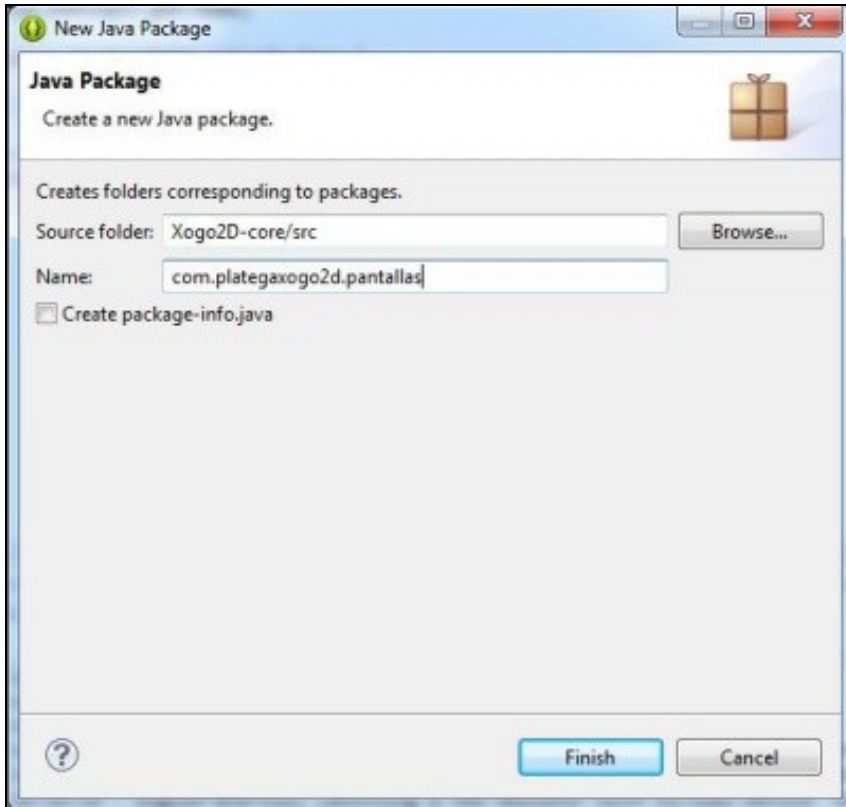 New Java Package
Java Package
Create a new Java package.
Creates folders corresponding to packages.
Source folder: Xogo2D-core/src Browse...
Name: com.plategaxogo2d.pantallas
Create package-info.java
? Finish Cancel